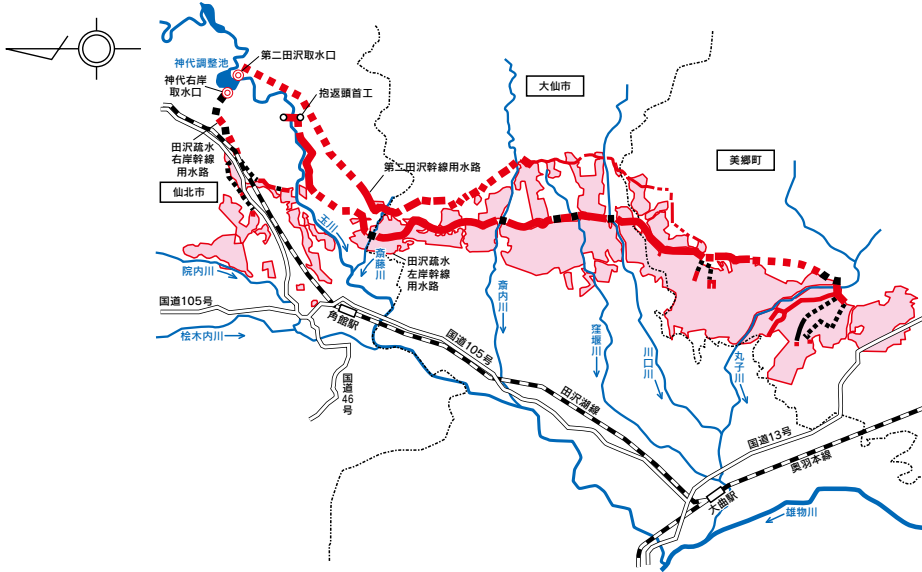 神代調整池
第二田沢取水口
神代右岸
取水口
抱返頭首工
大仙市
田沢疏水
右岸幹線
用水路
第二田沢幹線用水路
美郷町
仙北市
玉川
斎藤川
田沢疏水
左岸幹線
用水路
院内川
斎内川
国道105号
角館駅
国道105号
窪堰川
川口川
丸子川
桧木内川
国道46号
田沢湖線
国道13号
奥羽本線
大曲駅
雄物川